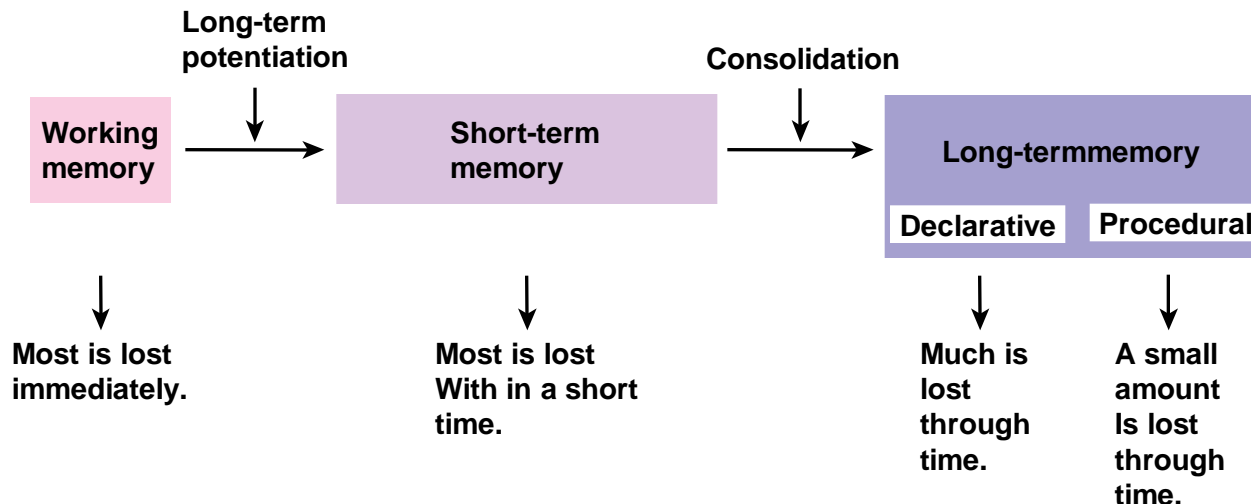 Long-term
potentiation
Consolidation
Working
memory
Short-term
memory
Long-termmemory
Declarative
Procedural
Most is lost
immediately.
Most is lost
With in a short
time.
Much is
lost
through
time.
A small
amount
Is lost
through
time.